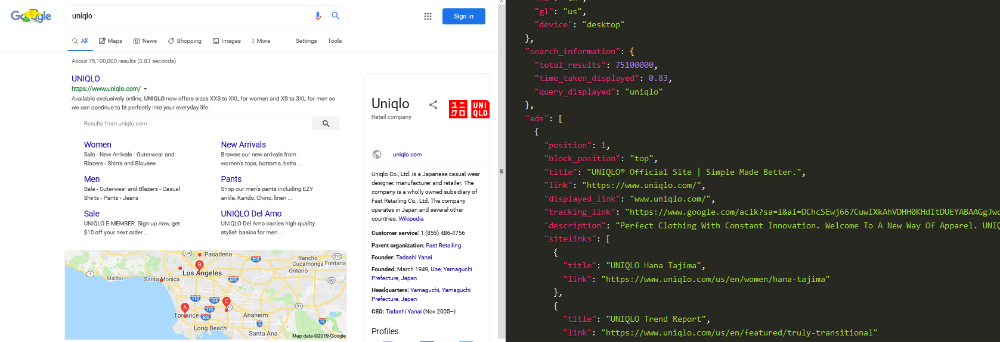 Google
uniqlo
Sign in
All
Maps
News
Shopping
Images
More
Settings
Tools
About 75,100,000 results (0.83 seconds)
UNIQLO
https://www.uniqlo.com/
Available exclusively online, UNIQLO now offers sizes XXS to XXL for women and XS to 3XL for men so
we can continue to fit perfectly into your everyday life.
Results from uniqlo.com
Women
Sale - New Arrivals - Outerwear and
Blazers - Shirts and Blouses
New Arrivals
Browse our new arrivals from
women's tops, bottoms, belts ...
Men
Sale - Outerwear and Blazers - Casual
Shirts - Pants - Jeans
Pants
Shop our men's pants including EZY
ankle, Kando, Chino, linen ...
Sale
UNIQLO E-MEMBER. Sign-up now, get
$10 off your next order ...
UNIQLO Del Amo
UNIQLO Del Amo carries high quality,
stylish basics for men ...
134
Pasadena
210
Rancho
Cucamonga
Fontana
210
B
1
Malibu
Santa Monica
Los Angeles
605
Ontario
60
110
105
C
91
A
Torrance
710
405
91
Anaheim
Long Beach
5
Santa Ana
15
Map data ©2019 Google
Uniqlo
Retail company
ユニ
クロ
UNI
QLO
uniqlo.com
Uniqlo Co., Ltd. is a Japanese casual wear
designer, manufacturer and retailer. The
company is a wholly owned subsidiary of
Fast Retailing Co., Ltd. The company
operates in Japan and several other
countries. Wikipedia
Customer service: 1 (855) 486-4756
Parent organization: Fast Retailing
Founder: Tadashi Yanai
Founded: March 1949, Ube, Yamaguchi
Prefecture, Japan
Headquarters: Yamaguchi, Yamaguchi
Prefecture, Japan
CEO: Tadashi Yanai (Nov 2005–)
Profiles
"gl": "us",
"device": "desktop"
},
"search_information": {
"total_results": 75100000,
"time_taken_displayed": 0.83,
"query_displayed": "uniqlo"
},
"ads": [
{
"position": 1,
"block_position": "top",
"title": "UNIQLO® Official Site | Simple Made Better.",
"link": "https://www.uniqlo.com/",
"displayed_link": "www.uniqlo.com/",
"tracking_link": "https://www.google.com/aclk?sa=l&ai=DChcSEwj667CuwIXkAhVDHH0KHdItDUEYABAAGgJwd
"description": "Perfect Clothing With Constant Innovation. Welcome To A New Way Of Apparel. UNIQ
"sitelinks": [
{
"title": "UNIQLO Hana Tajima",
"link": "https://www.uniqlo.com/us/en/women/hana-tajima"
},
{
"title": "UNIQLO Trend Report",
"link": "https://www.uniqlo.com/us/en/featured/truly-transitional"